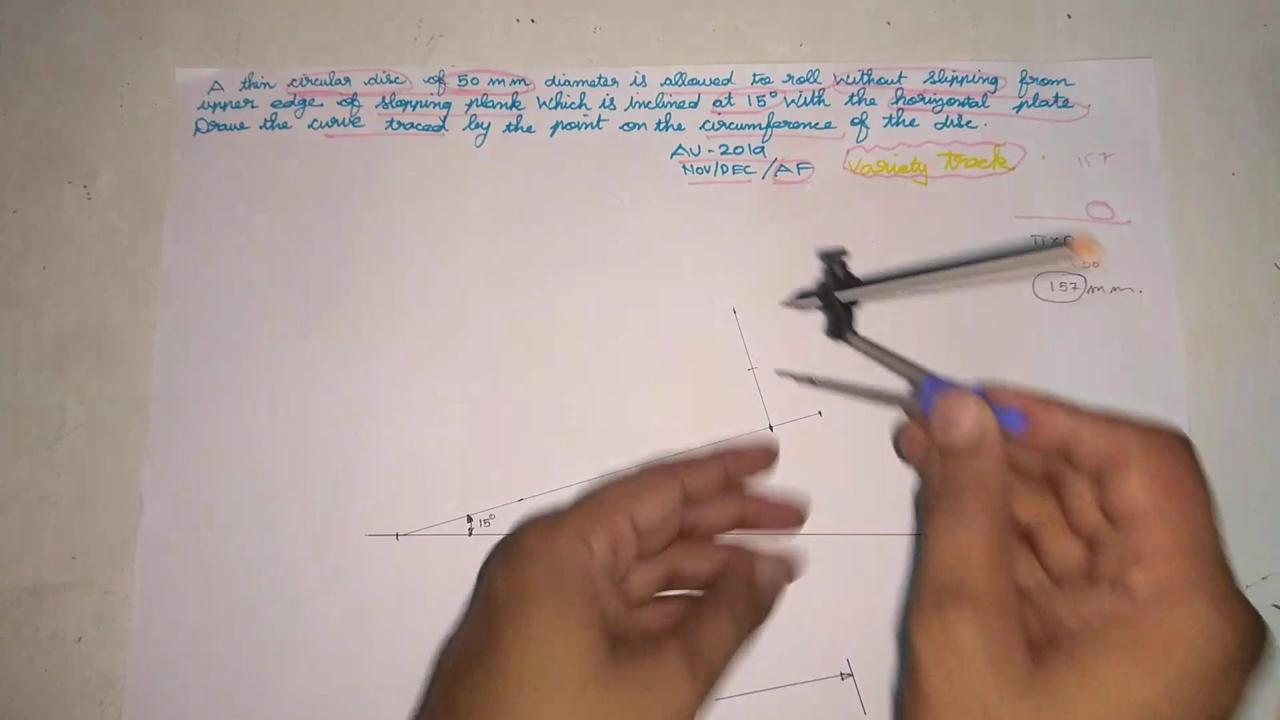 A thin circular disc of 50 mm diameter is allowed to roll without slipping from
upper edge of slopping plank which is inclined at 15° with the horizontal plate.
Draw the curve traced by the point on the circumference of the disc.
AU-2019
NOV/DEC /AF
Variety track
157
157 mm.
15°